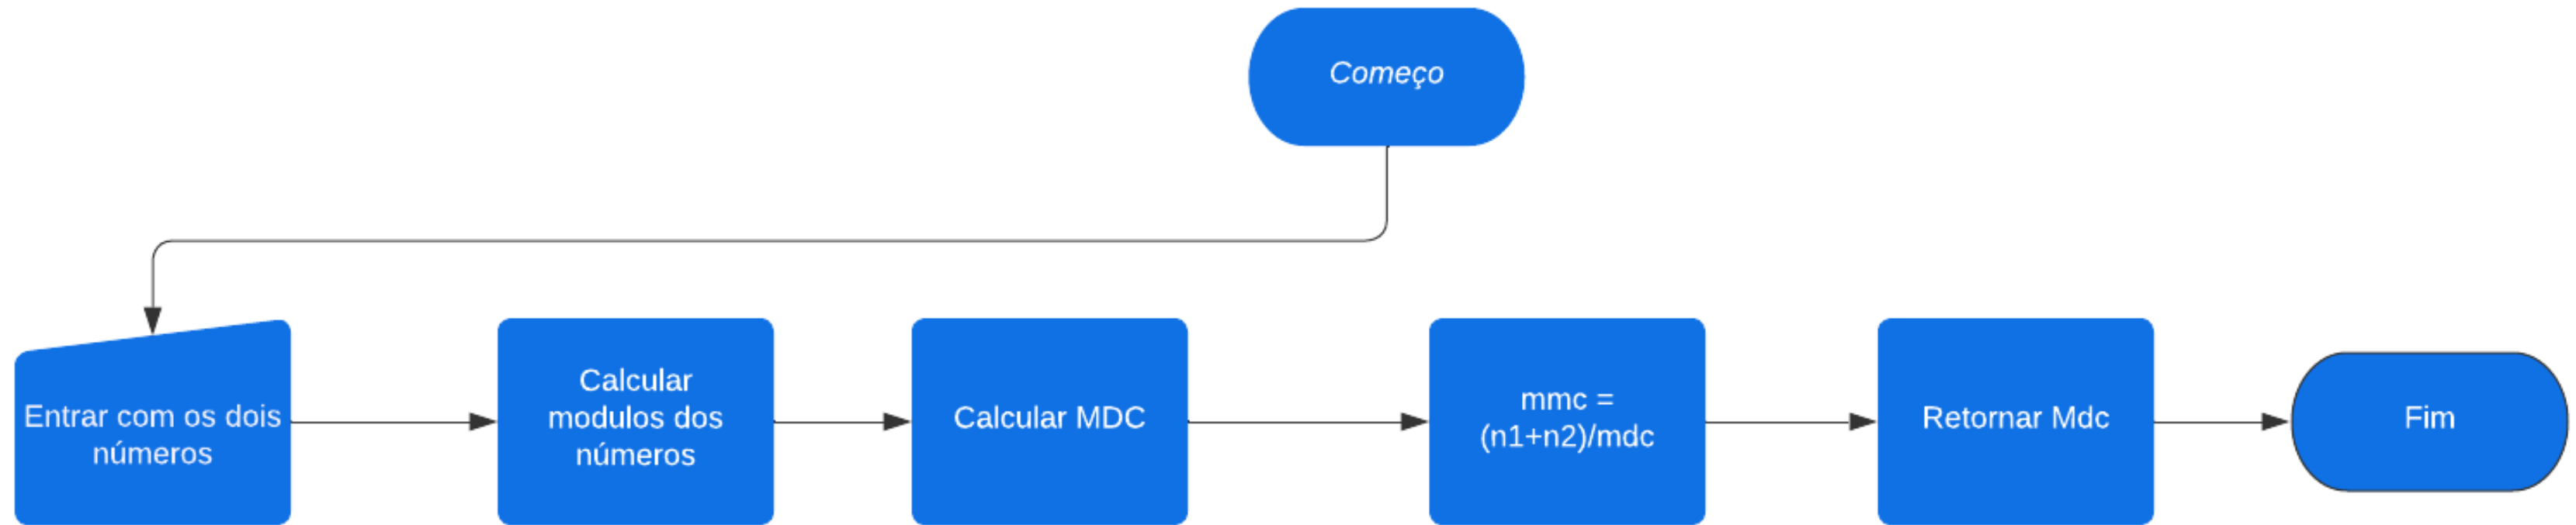 Começo
Entrar com os dois
números
Calcular
modulos dos
números
Calcular MDC
mmc =
(n1+n2)/mdc
Retornar Mdc
Fim